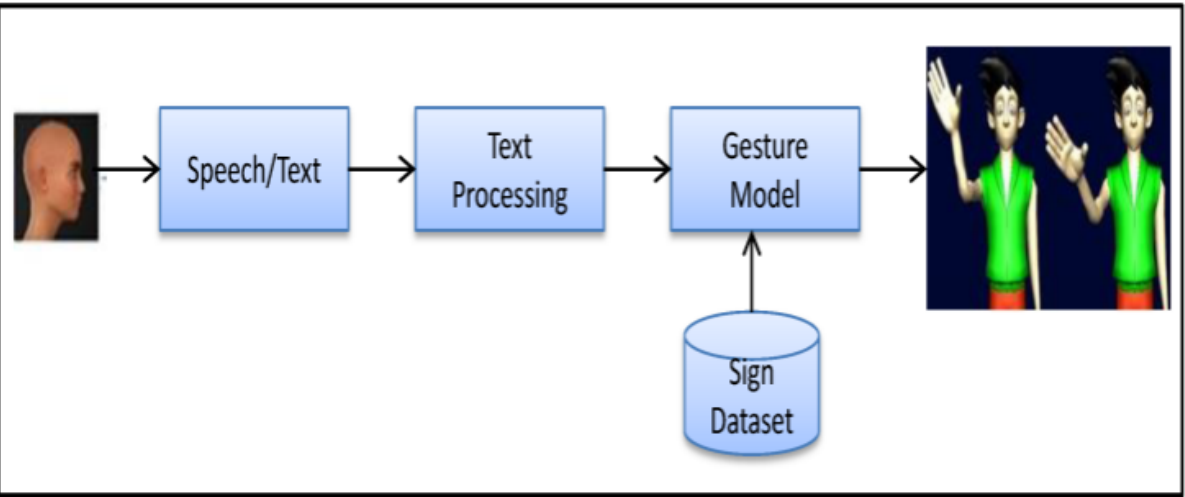 Speech/Text
Text
Processing
Gesture
Model
Sign
Dataset